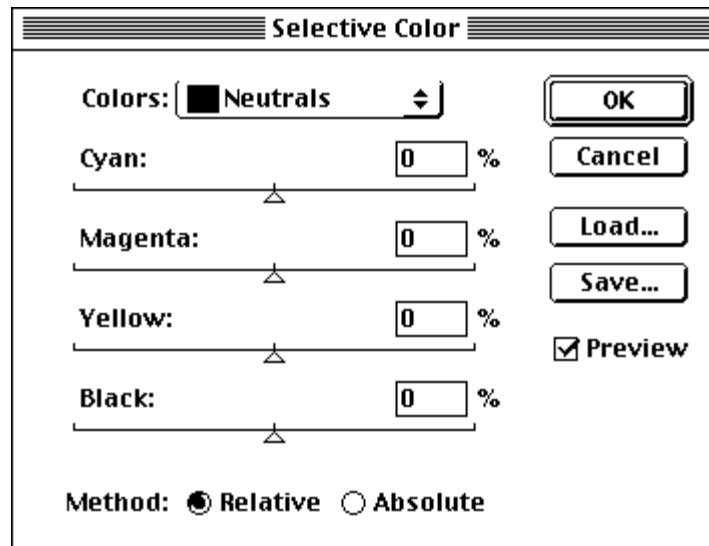 Selective Color
Colors: Neutrals
OK
Cyan: 0 %
Cancel
Magenta: 0 %
Load...
Save...
Yellow: 0 %
Preview
Black: 0 %
Method: Relative Absolute